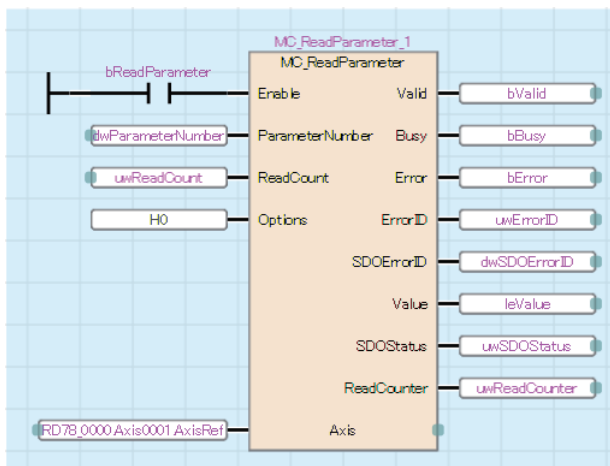 MC_ReadParameter_1
bReadParameter
MC_ReadParameter
Enable Valid bValid
dwParameterNumber ParameterNumber Busy bBusy
uwReadCount ReadCount Error bError
H0 Options ErrorID uwErrorID
SDOErrorID dwSDOErrorID
Value leValue
SDOStatus uwSDOStatus
ReadCounter uwReadCounter
RD78_0000.Axis0001.AxisRef Axis